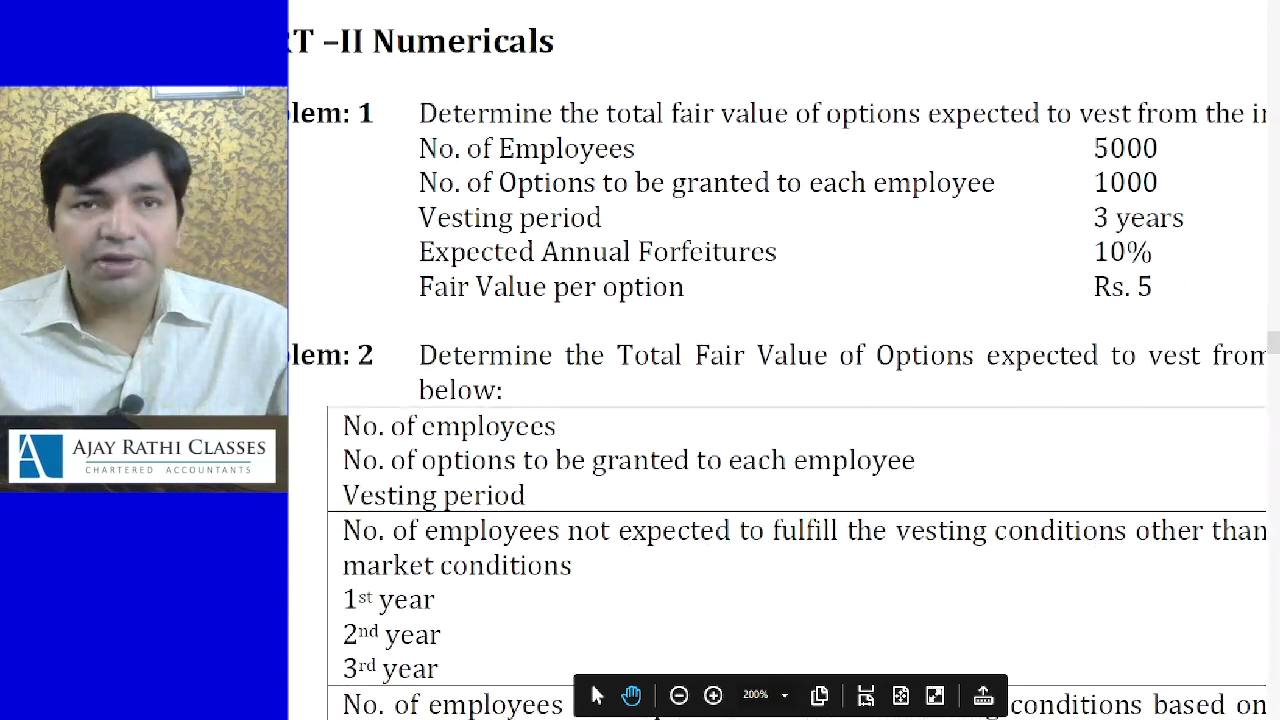 RT –II Numericals
lem: 1 Determine the total fair value of options expected to vest from the in
No. of Employees 5000
No. of Options to be granted to each employee 1000
Vesting period 3 years
Expected Annual Forfeitures 10%
Fair Value per option Rs. 5
lem: 2 Determine the Total Fair Value of Options expected to vest from
below:
No. of employees
No. of options to be granted to each employee
Vesting period
No. of employees not expected to fulfill the vesting conditions other than
market conditions
1st year
2nd year
3rd year
No. of employees conditions based on
AJAY RATHI CLASSES
CHARTERED ACCOUNTANTS
200%